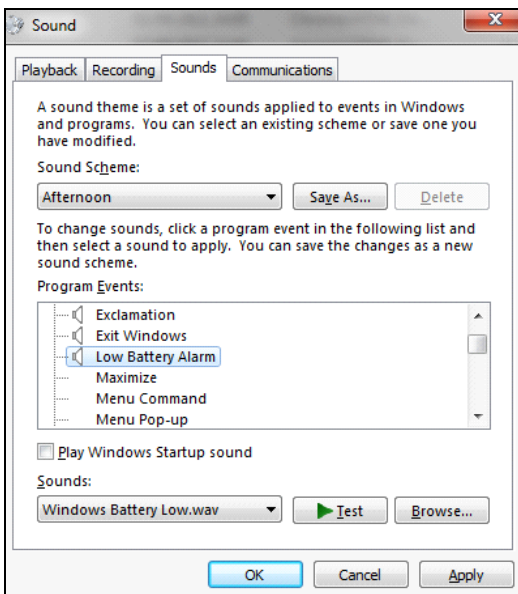 Sound
Playback Recording Sounds Communications
A sound theme is a set of sounds applied to events in Windows
and programs. You can select an existing scheme or save one you
have modified.
Sound Scheme:
Afternoon Save As... Delete
To change sounds, click a program event in the following list and
then select a sound to apply. You can save the changes as a new
sound scheme.
Program Events:
Exclamation
Exit Windows
Low Battery Alarm
Maximize
Menu Command
Menu Pop-up
Play Windows Startup sound
Sounds:
Windows Battery Low.wav Test Browse...
OK Cancel Apply